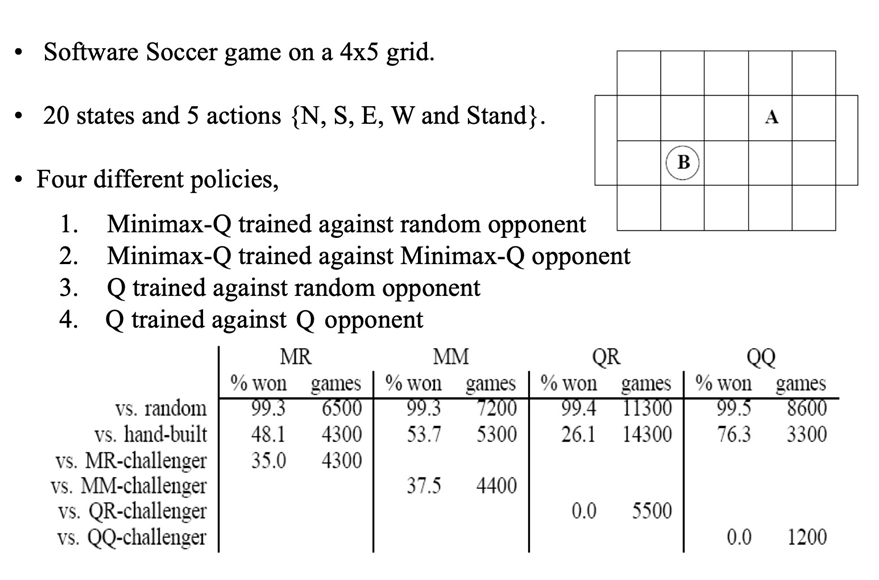 • Software Soccer game on a 4x5 grid.
• 20 states and 5 actions {N, S, E, W and Stand}.
A
B
• Four different policies,
1. Minimax-Q trained against random opponent
2. Minimax-Q trained against Minimax-Q opponent
3. Q trained against random opponent
4. Q trained against Q opponent
MR MM QR QQ
% won games % won games % won games % won games
vs. random 99.3 6500 99.3 7200 99.4 11300 99.5 8600
vs. hand-built 48.1 4300 53.7 5300 26.1 14300 76.3 3300
vs. MR-challenger 35.0 4300
vs. MM-challenger 37.5 4400
vs. QR-challenger 0.0 5500
vs. QQ-challenger 0.0 1200